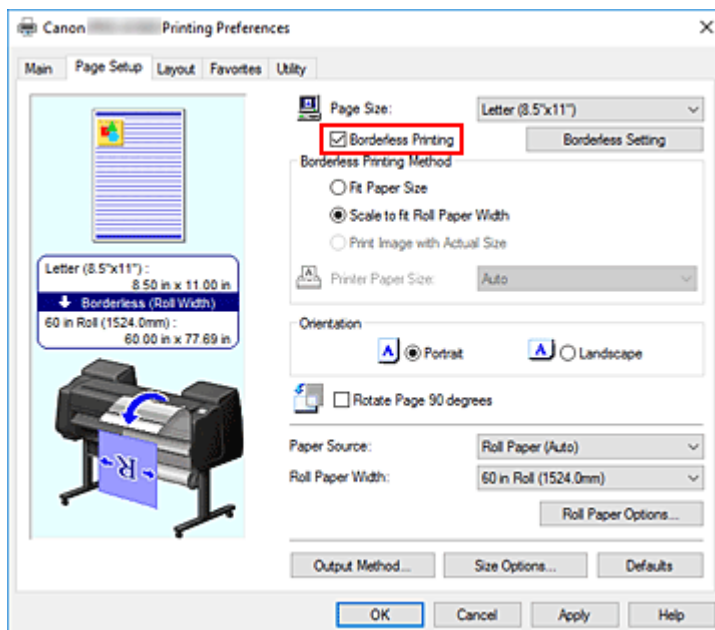 Canon Printing Preferences
Main Page Setup Layout Favorites Utility
Page Size: Letter (8.5"x11")
Borderless Printing Borderless Setting
Borderless Printing Method
Fit Paper Size
Scale to fit Roll Paper Width
Print Image with Actual Size
Printer Paper Size: Auto
Letter (8.5"x11") :
8.50 in x 11.00 in
Borderless (Roll Width)
60 in Roll (1524.0mm) :
60.00 in x 77.69 in
Orientation
A Portrait A Landscape
Rotate Page 90 degrees
R
Paper Source: Roll Paper (Auto)
Roll Paper Width: 60 in Roll (1524.0mm)
Roll Paper Options...
Output Method... Size Options... Defaults
OK Cancel Apply Help